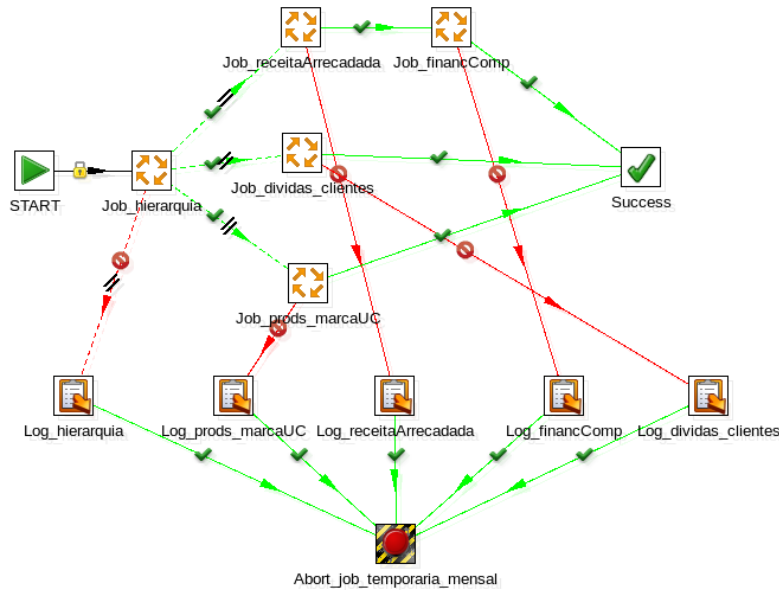 Job_receitaArrecadada
Job_financComp
START
Job_hierarquia
Job_dividas_clientes
Success
Job_prods_marcaUC
Log_hierarquia
Log_prods_marcaUC
Log_receitaArrecadada
Log_financComp
Log_dividas_clientes
Abort_job_temporaria_mensal